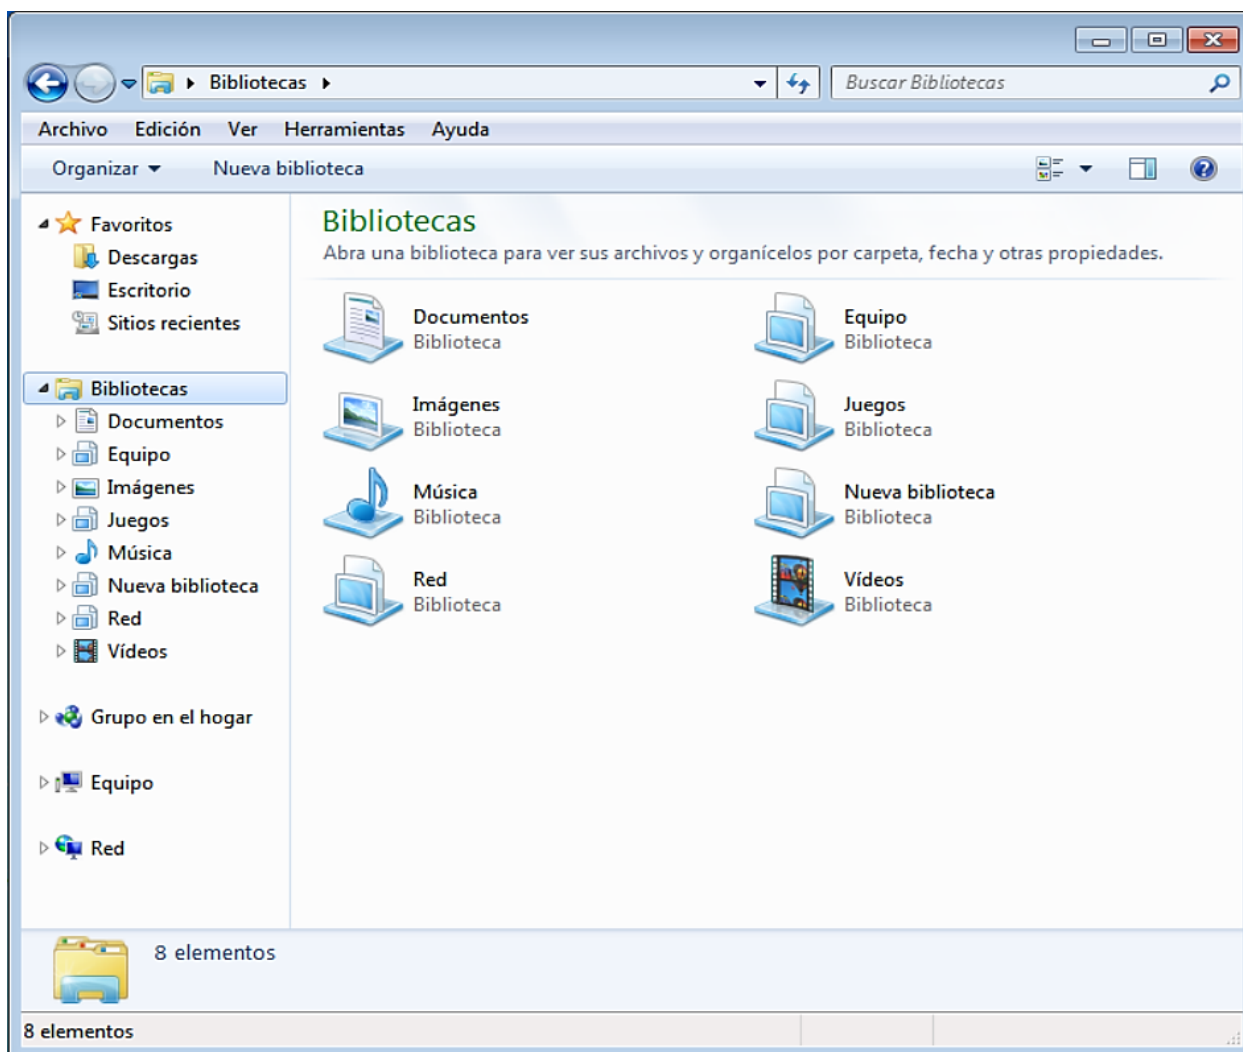 Bibliotecas
Buscar Bibliotecas
Archivo Edición Ver Herramientas Ayuda
Organizar Nueva biblioteca
Favoritos
Descargas
Escritorio
Sitios recientes
Bibliotecas
Documentos
Equipo
Imágenes
Juegos
Música
Nueva biblioteca
Red
Vídeos
Grupo en el hogar
Equipo
Red
Bibliotecas
Abra una biblioteca para ver sus archivos y organícelos por carpeta, fecha y otras propiedades.
Documentos
Biblioteca
Equipo
Biblioteca
Imágenes
Biblioteca
Juegos
Biblioteca
Música
Biblioteca
Nueva biblioteca
Biblioteca
Red
Biblioteca
Vídeos
Biblioteca
8 elementos
8 elementos